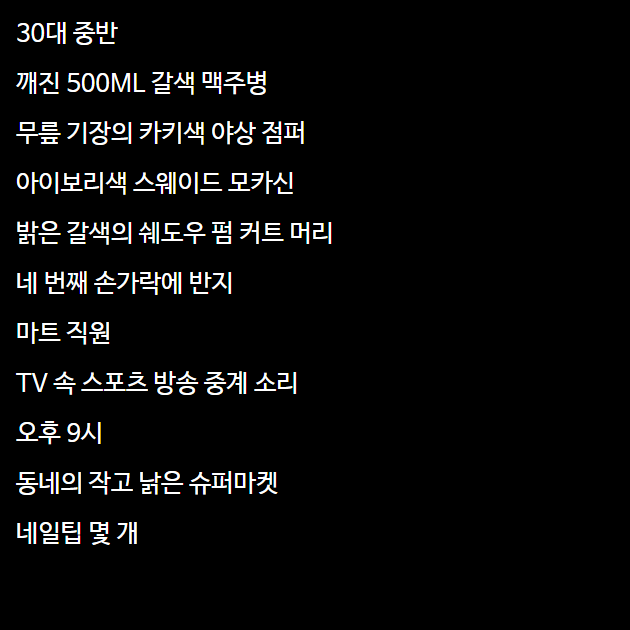 30대 중반
깨진 500ML 갈색 맥주병
무릎 기장의 카키색 야상 점퍼
아이보리색 스웨이드 모카신
밝은 갈색의 쉐도우 펌 커트 머리
네 번째 손가락에 반지
마트 직원
TV 속 스포츠 방송 중계 소리
오후 9시
동네의 작고 낡은 슈퍼마켓
네일팁 몇 개